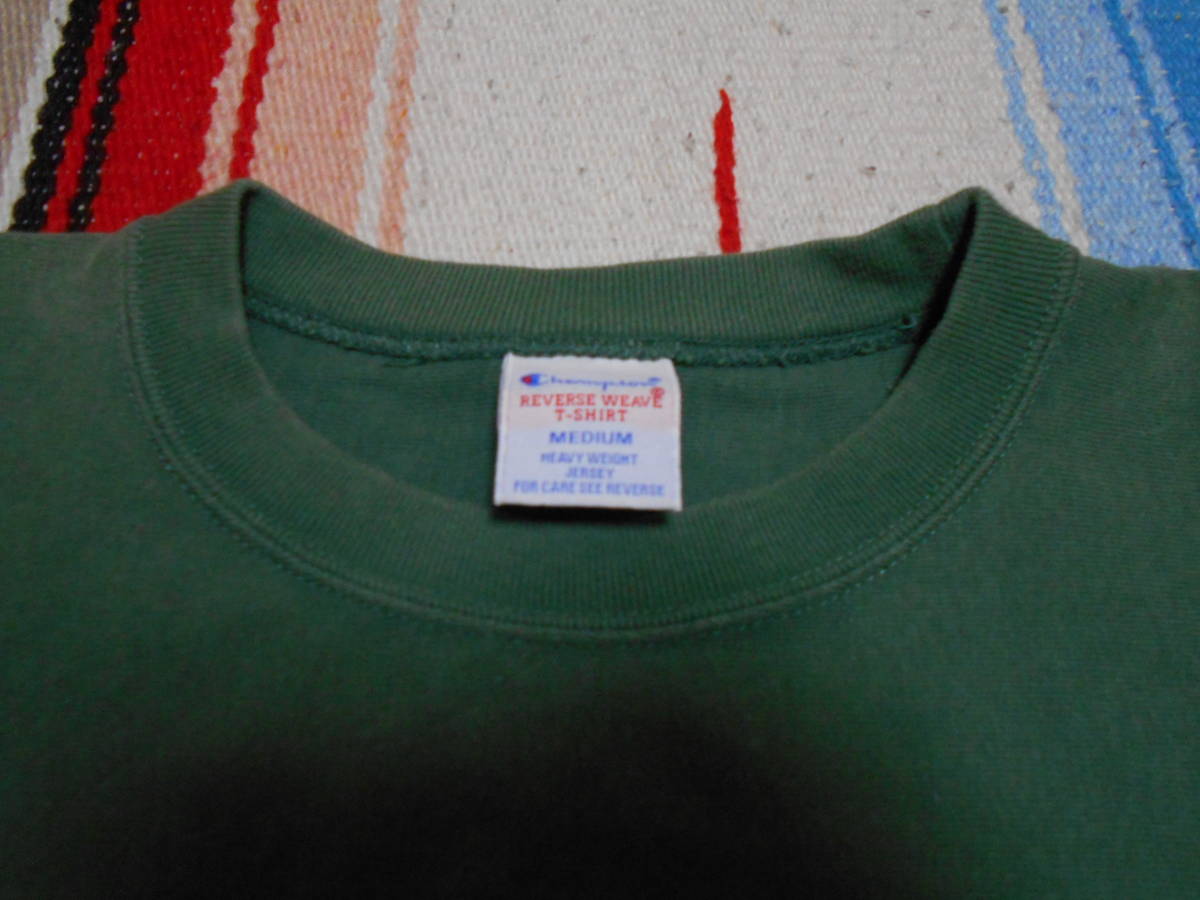 Champion
REVERSE WEAVE®
T-SHIRT
MEDIUM
HEAVY WEIGHT
JERSEY
FOR CARE SEE REVERSE